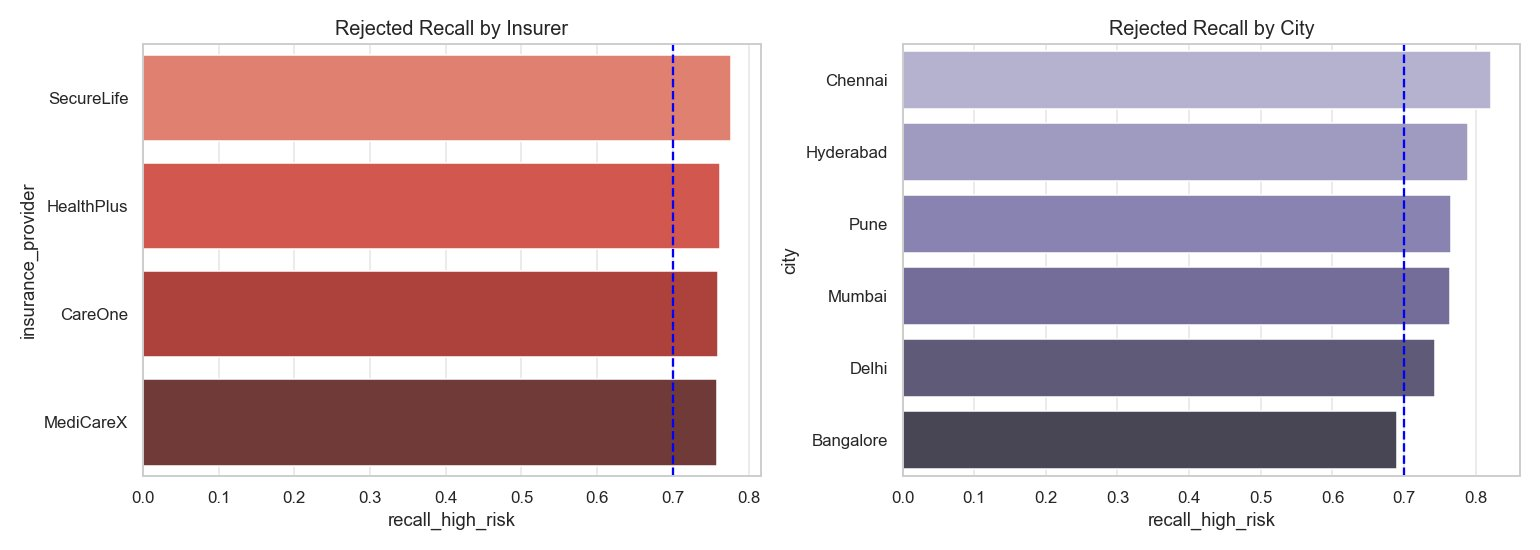 Rejected Recall by Insurer
insurance_provider
SecureLife
HealthPlus
CareOne
MediCareX
0.0 0.1 0.2 0.3 0.4 0.5 0.6 0.7 0.8
recall_high_risk
Rejected Recall by City
city
Chennai
Hyderabad
Pune
Mumbai
Delhi
Bangalore
0.0 0.1 0.2 0.3 0.4 0.5 0.6 0.7 0.8
recall_high_risk